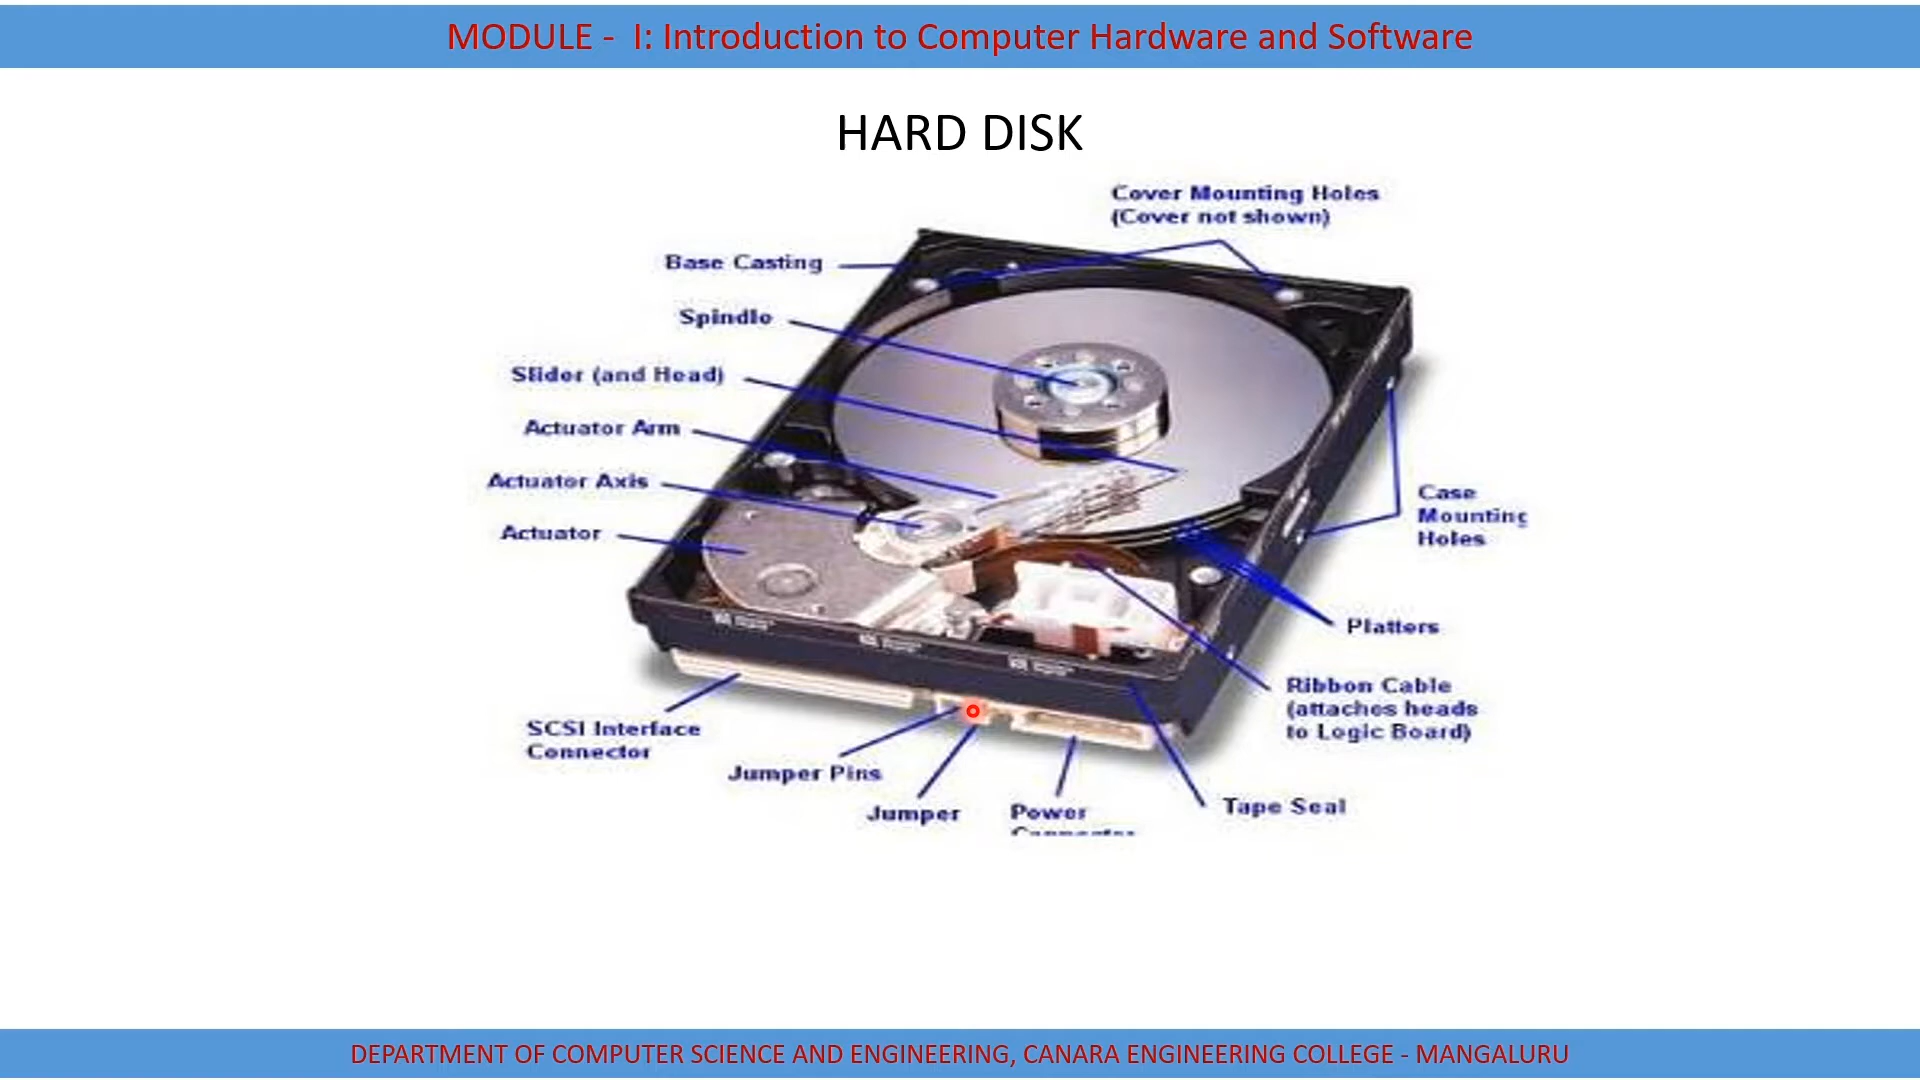 MODULE - I: Introduction to Computer Hardware and Software
HARD DISK
Cover Mounting Holes
(Cover not shown)
Base Casting
Spindle
Slider (and Head)
Actuator Arm
Actuator Axis
Actuator
Case
Mounting
Holes
Platters
Ribbon Cable
(attaches heads
to Logic Board)
SCSI Interface
Connector
Jumper Pins
Jumper
Power
Tape Seal
DEPARTMENT OF COMPUTER SCIENCE AND ENGINEERING, CANARA ENGINEERING COLLEGE - MANGALURU